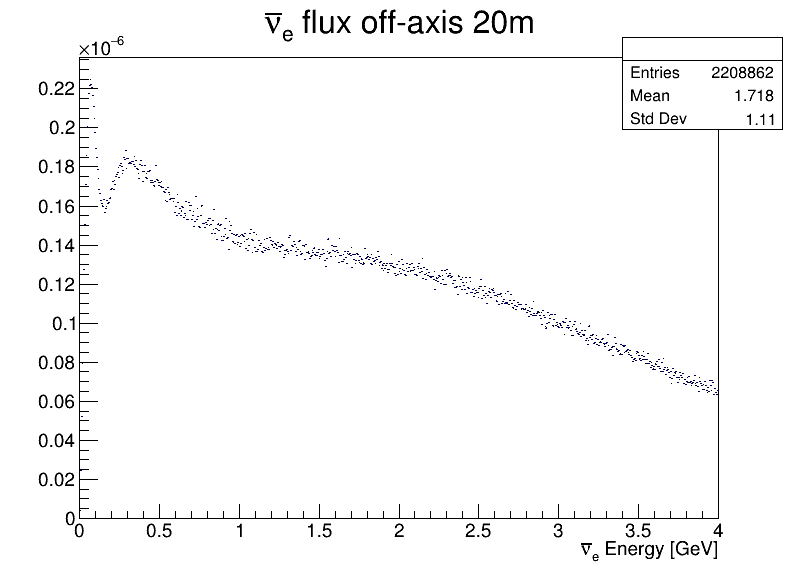 ν̅e flux off-axis 20m
×10−6
Entries 2208862
Mean 1.718
Std Dev 1.11
0.22
0.2
0.18
0.16
0.14
0.12
0.1
0.08
0.06
0.04
0.02
0
0 0.5 1 1.5 2 2.5 3 3.5 4
ν̅e Energy [GeV]